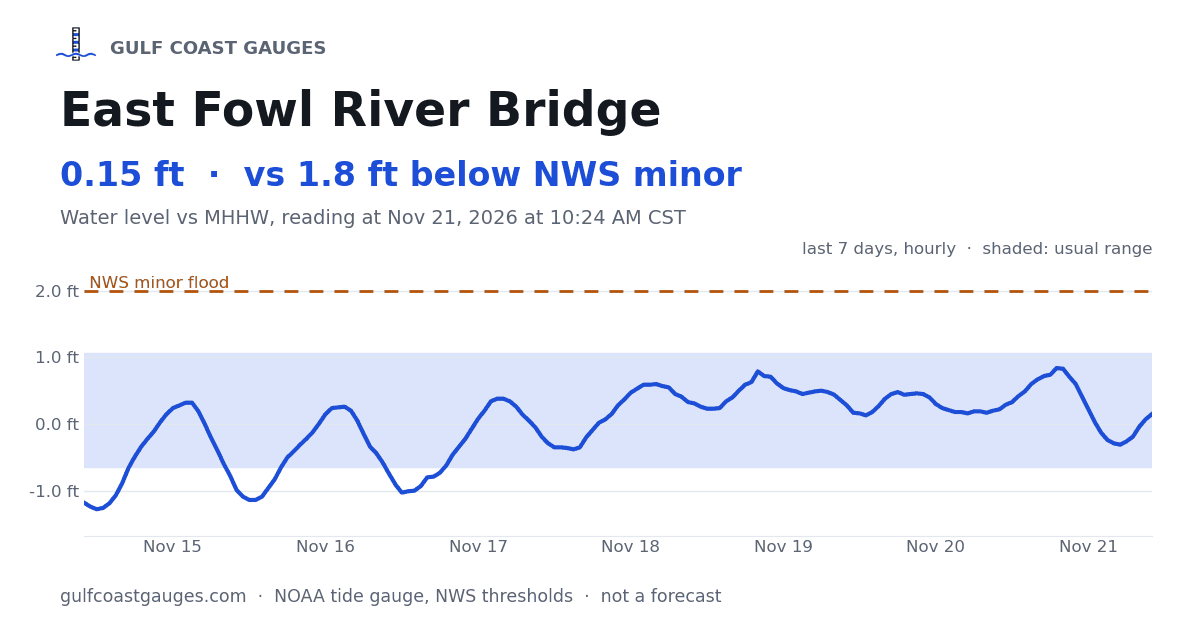 GULF COAST GAUGES
East Fowl River Bridge
0.15 ft · vs 1.8 ft below NWS minor
Water level vs MHHW, reading at Nov 21, 2026 at 10:24 AM CST
last 7 days, hourly · shaded: usual range
NWS minor flood
2.0 ft
1.0 ft
0.0 ft
-1.0 ft
Nov 15 Nov 16 Nov 17 Nov 18 Nov 19 Nov 20 Nov 21
gulfcoastgauges.com · NOAA tide gauge, NWS thresholds · not a forecast